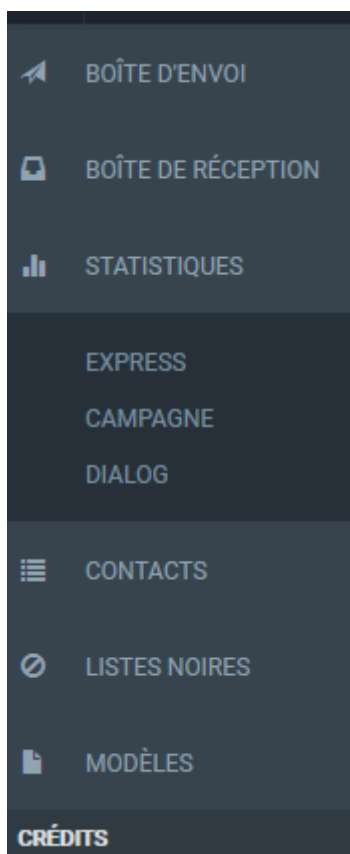 BOÎTE D'ENVOI
BOÎTE DE RÉCEPTION
STATISTIQUES
EXPRESS
CAMPAGNE
DIALOG
CONTACTS
LISTES NOIRES
MODÈLES
CRÉDITS